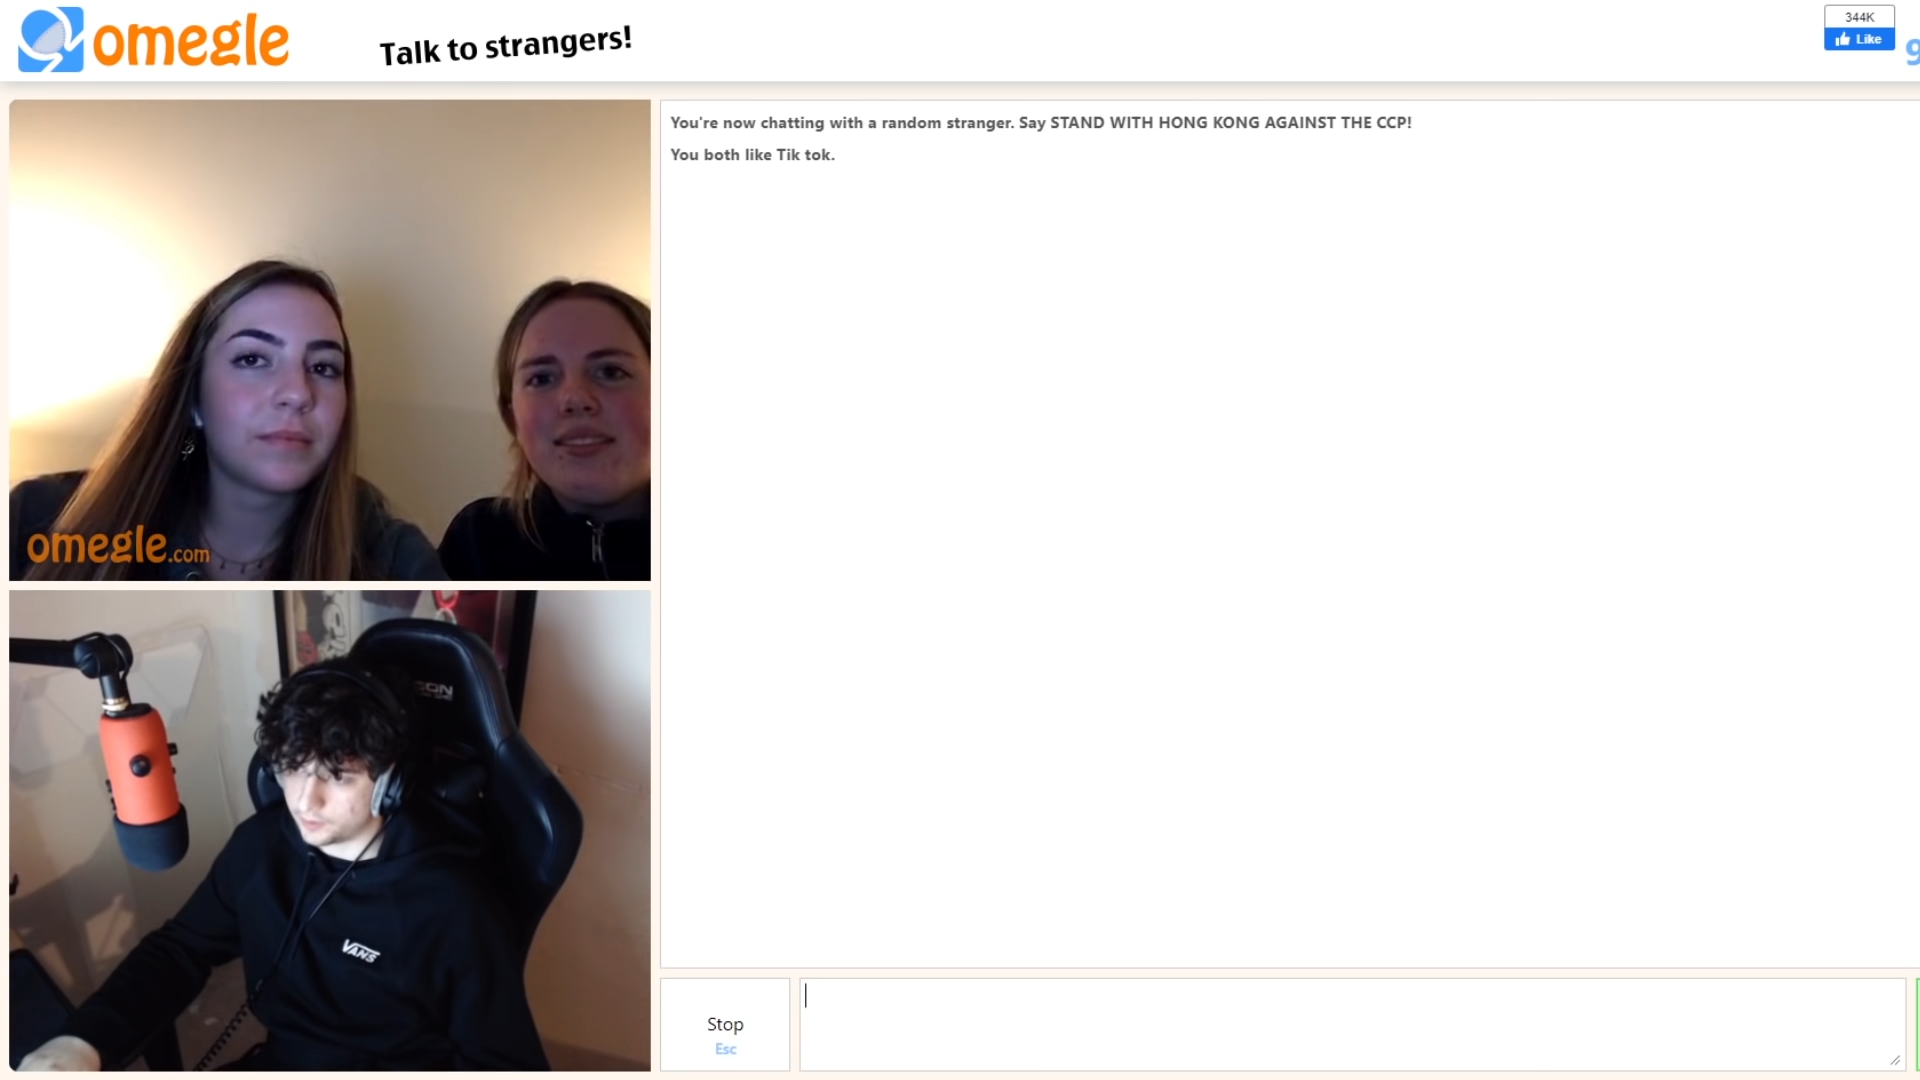 omegle
Talk to strangers!
344K
Like
You're now chatting with a random stranger. Say STAND WITH HONG KONG AGAINST THE CCP!
You both like Tik tok.
omegle.com
VANS
Stop
Esc